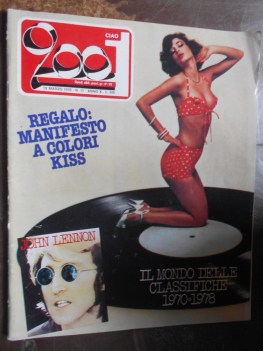 CIAO
2001
REGALO:
MANIFESTO
A COLORI
KISS
JOHN LENNON
IL MONDO DELLE
CLASSIFICHE
1970-1978